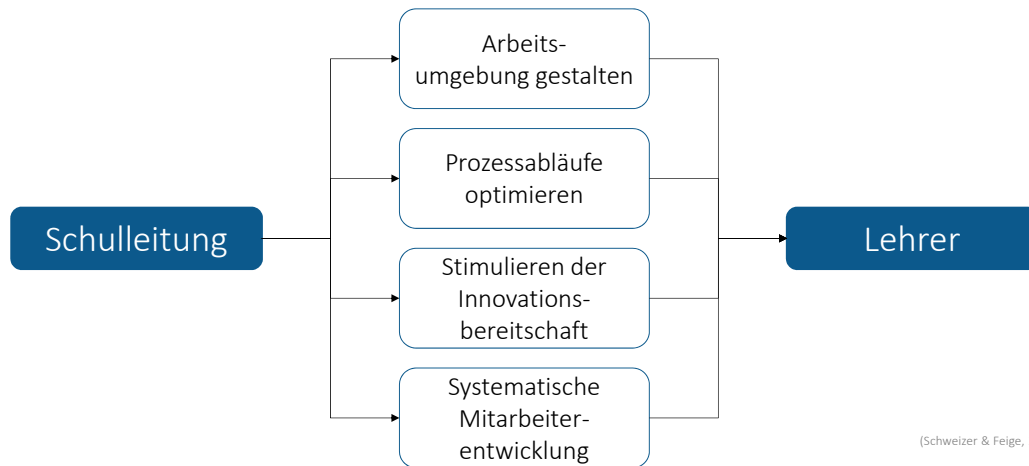 Arbeits-
umgebung gestalten
Prozessabläufe
optimieren
Schulleitung
Lehrer
Stimulieren der
Innovations-
bereitschaft
Systematische
Mitarbeiter-
entwicklung
(Schweizer & Feige,